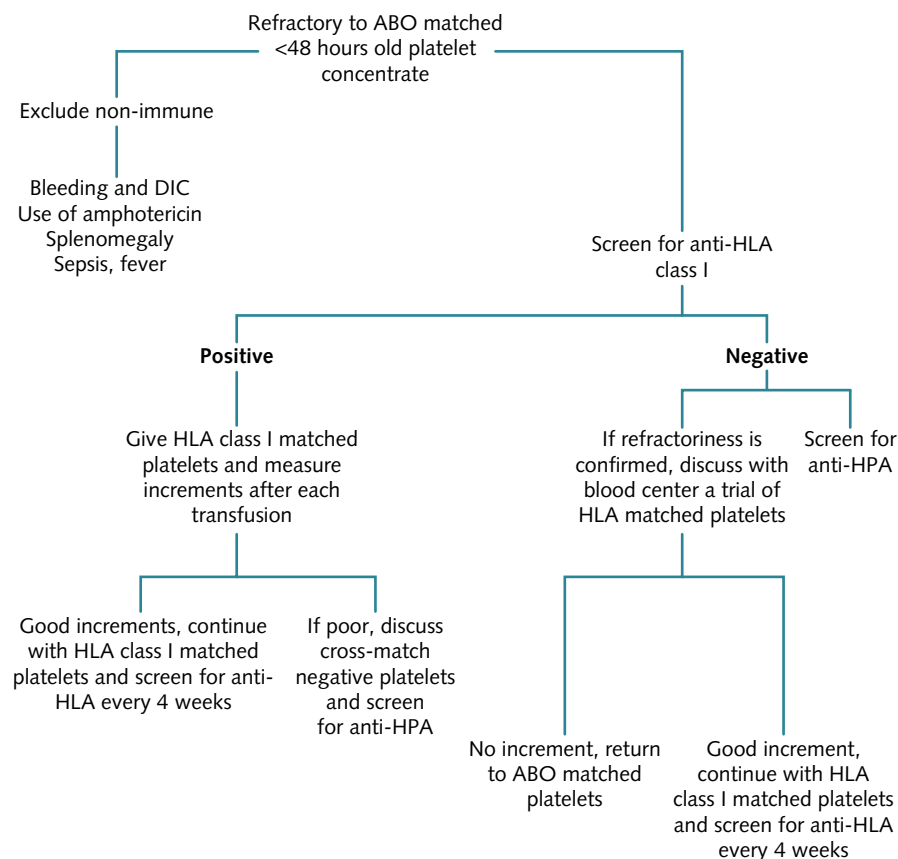 Refractory to ABO matched
<48 hours old platelet
concentrate
Exclude non-immune
Bleeding and DIC
Use of amphotericin
Splenomegaly
Sepsis, fever
Screen for anti-HLA
class I
Positive
Negative
Give HLA class I matched
platelets and measure
increments after each
transfusion
If refractoriness is
confirmed, discuss with
blood center a trial of
HLA matched platelets
Screen for
anti-HPA
Good increments, continue
with HLA class I matched
platelets and screen for anti-
HLA every 4 weeks
If poor, discuss
cross-match
negative platelets
and screen
for anti-HPA
No increment, return
to ABO matched
platelets
Good increment,
continue with HLA
class I matched platelets
and screen for anti-HLA
every 4 weeks